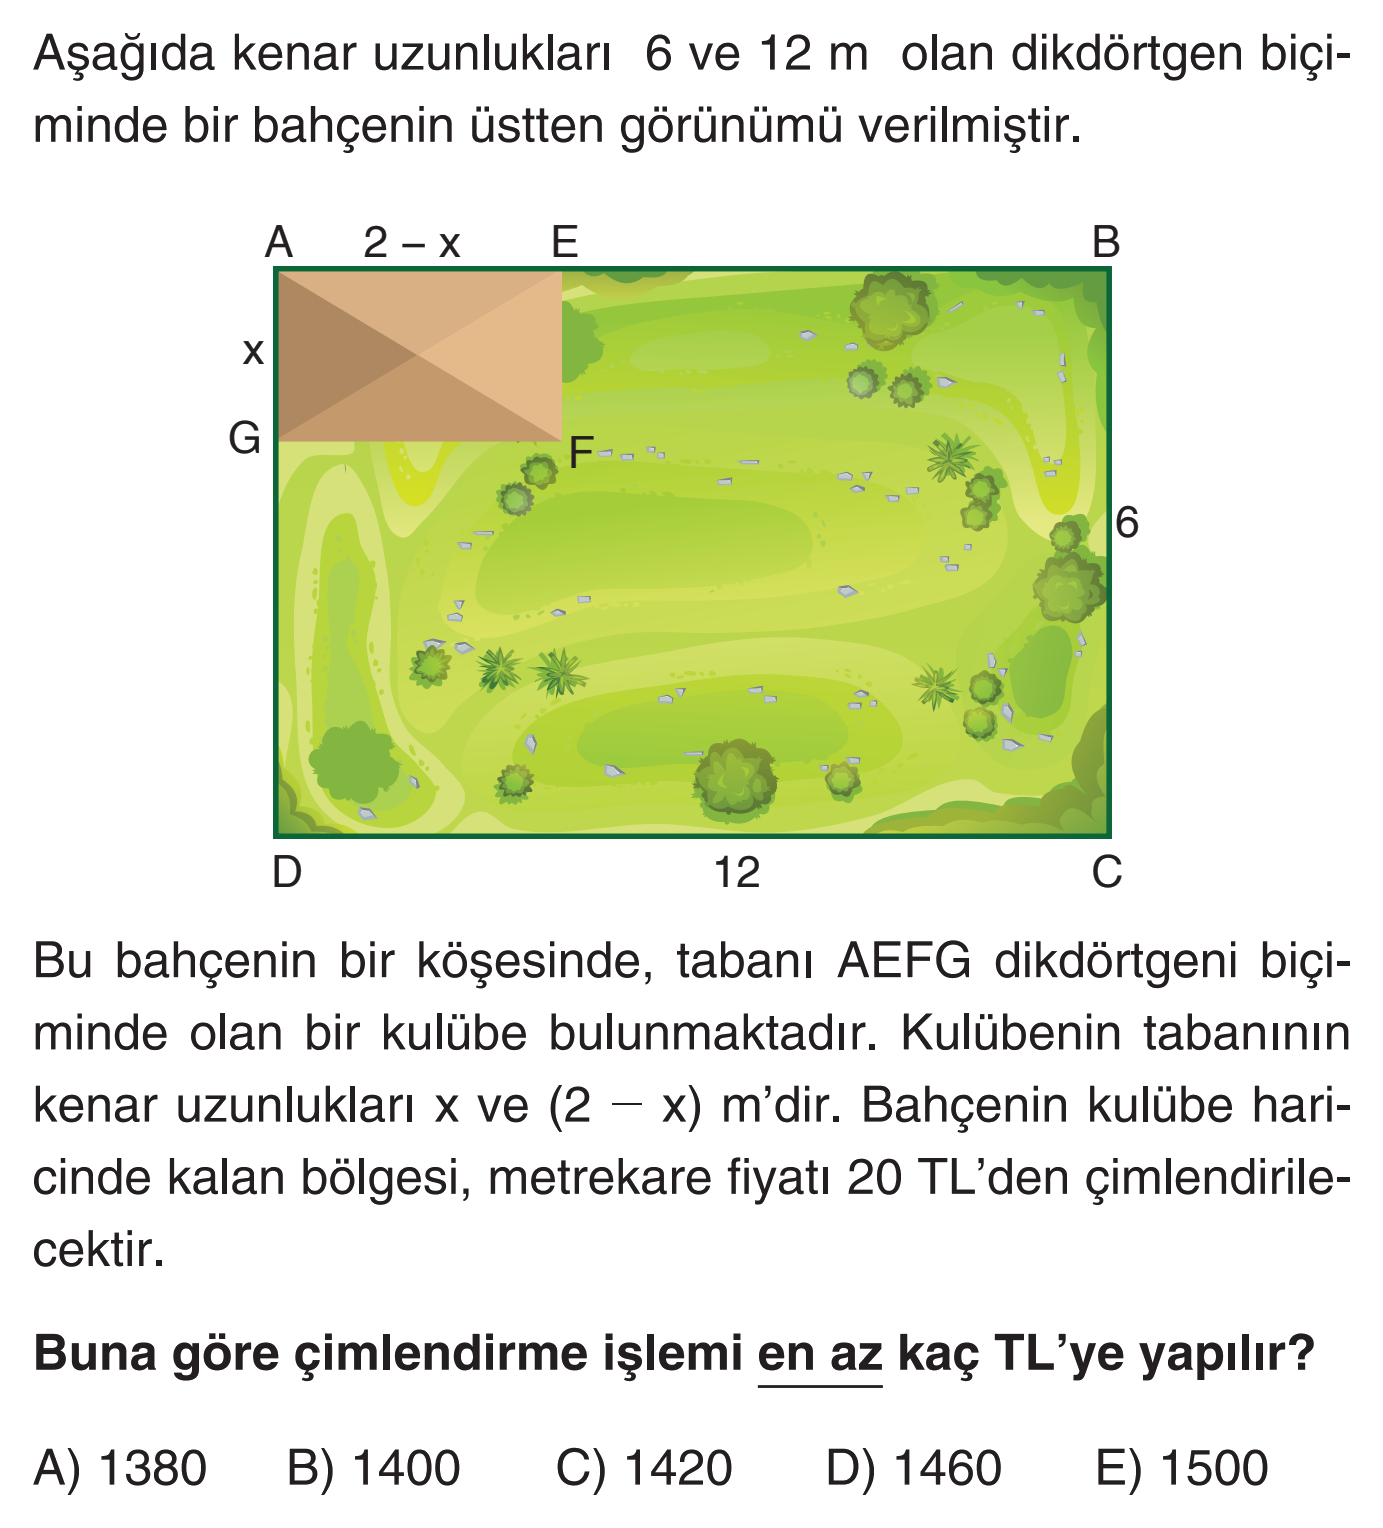 Aşağıda kenar uzunlukları 6 ve 12 m olan dikdörtgen biçi-
minde bir bahçenin üstten görünümü verilmiştir.
A 2 – x E B
x
G F
6
D 12 C
Bu bahçenin bir köşesinde, tabanı AEFG dikdörtgeni biçi-
minde olan bir kulübe bulunmaktadır. Kulübenin tabanının
kenar uzunlukları x ve (2 – x) m’dir. Bahçenin kulübe hari-
cinde kalan bölgesi, metrekare fiyatı 20 TL’den çimlendirile-
cektir.
Buna göre çimlendirme işlemi en az kaç TL’ye yapılır?
A) 1380 B) 1400 C) 1420 D) 1460 E) 1500